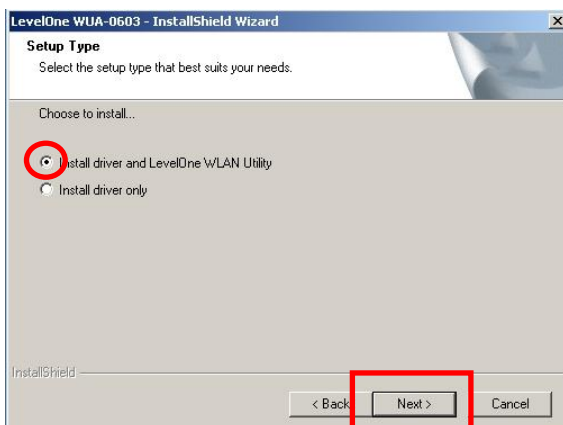 LevelOne WUA-0603 - InstallShield Wizard
Setup Type
Select the setup type that best suits your needs.
Choose to install...
Install driver and LevelOne WLAN Utility
Install driver only
InstallShield
< Back
Next >
Cancel